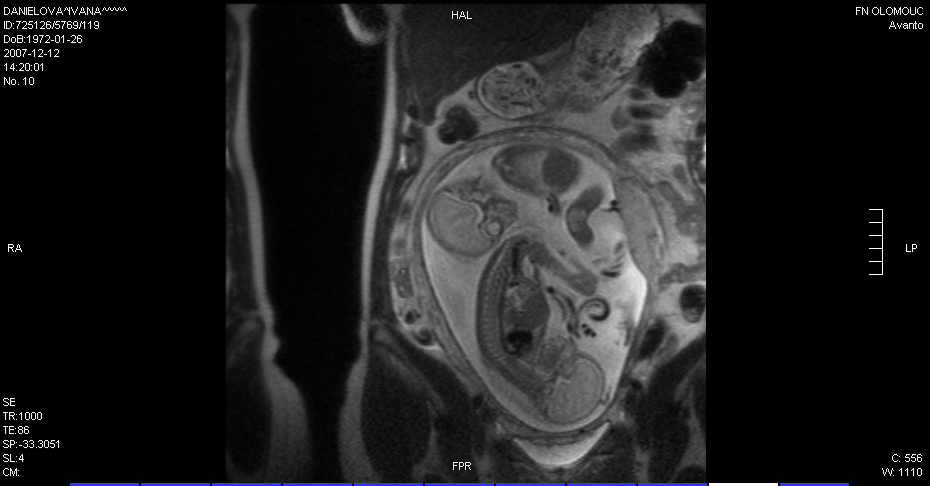 DANIELOVA^IVANA^^^^^
ID:725126/5769/119
DoB:1972-01-26
2007-12-12
14:20:01
No. 10
HAL
FN OLOMOUC
Avanto
RA
LP
SE
TR:1000
TE:86
SP:-33.3051
SL:4
CM:
FPR
C: 556
W: 1110